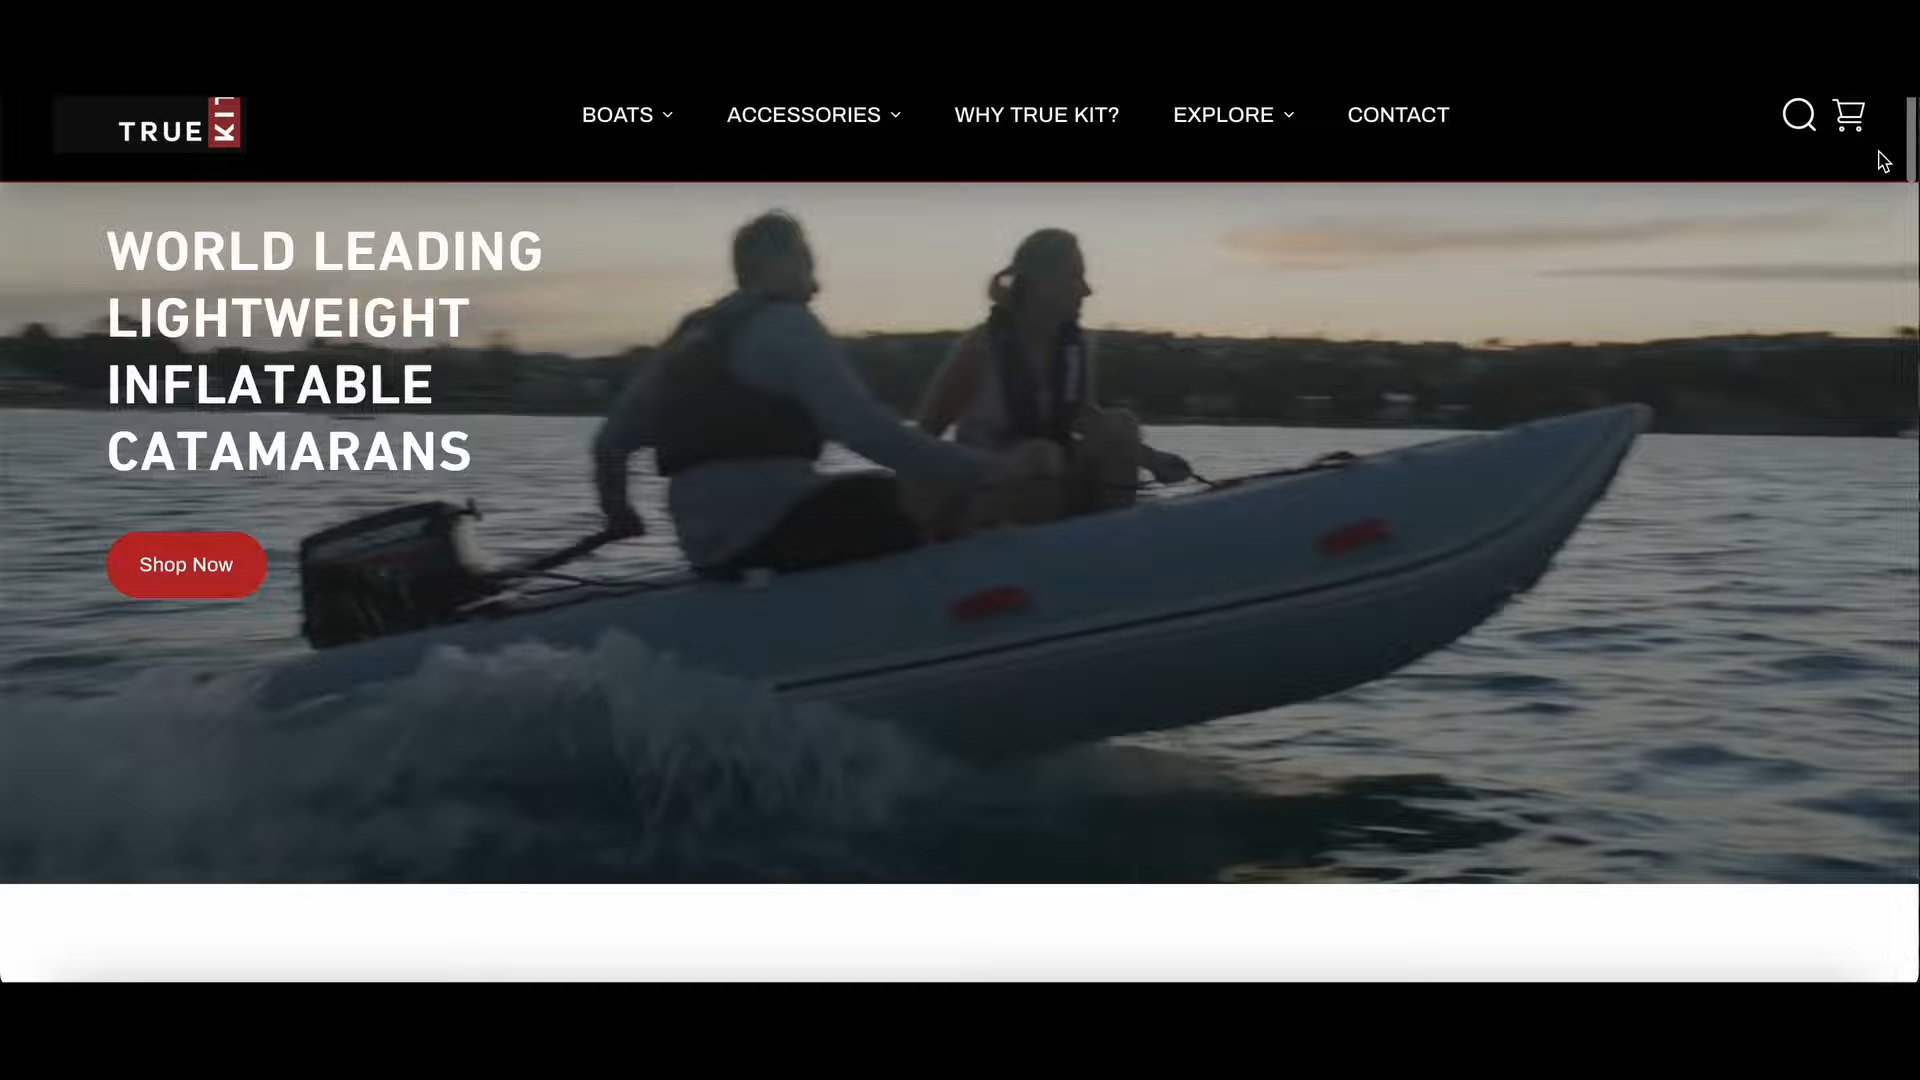 TRUE KIT
BOATS
ACCESSORIES
WHY TRUE KIT?
EXPLORE
CONTACT
WORLD LEADING
LIGHTWEIGHT
INFLATABLE
CATAMARANS
Shop Now